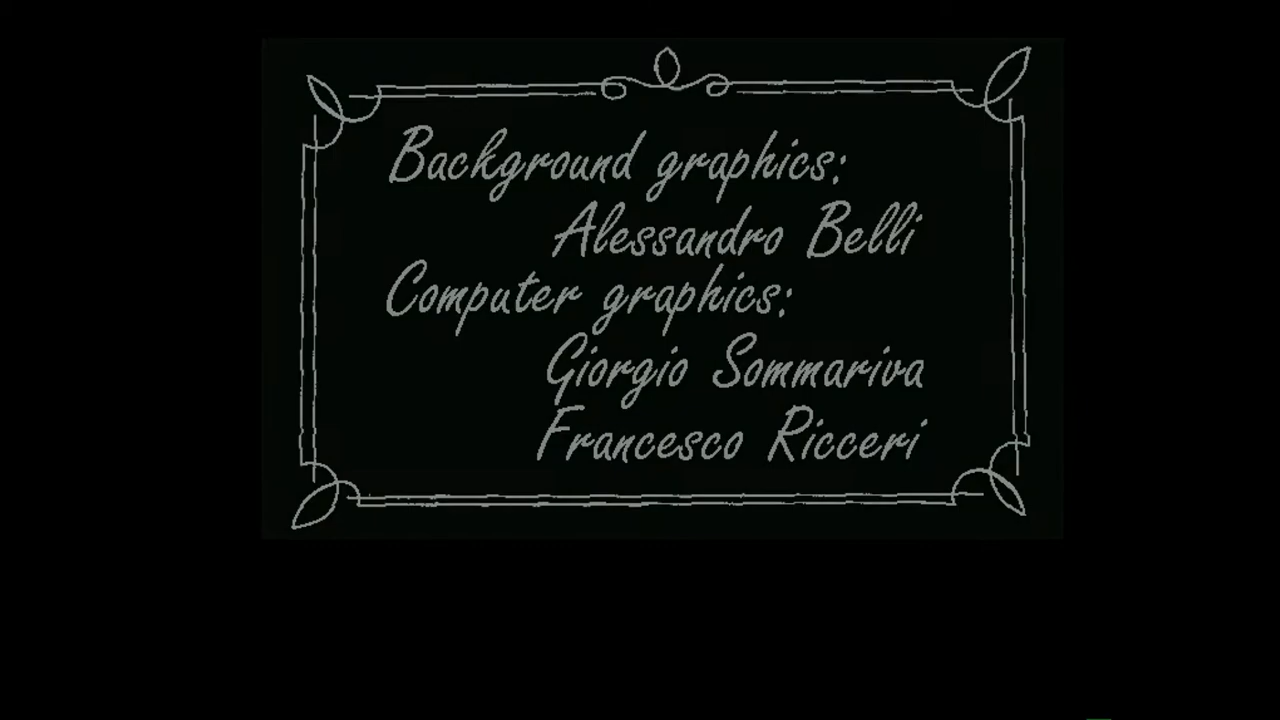 Background graphics:
Alessandro Belli
Computer graphics:
Giorgio Sommariva
Francesco Ricceri